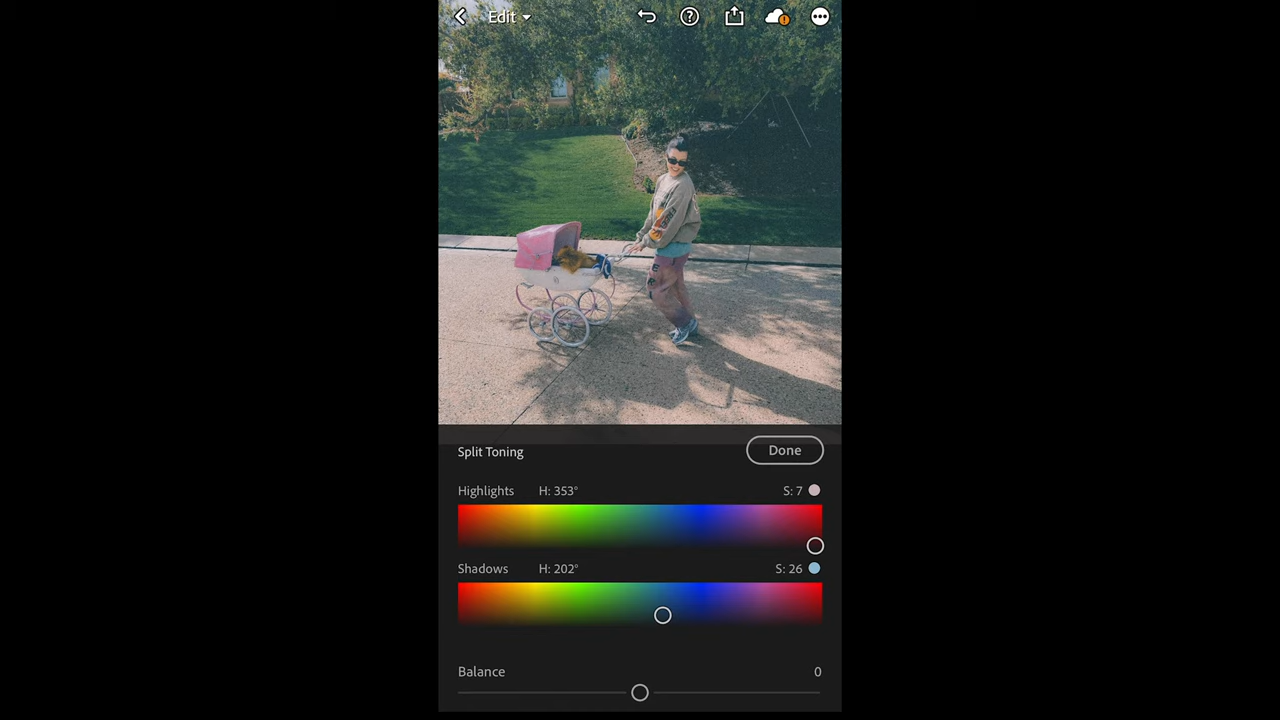 Edit
Split Toning
Done
Highlights H: 353° S: 7
Shadows H: 202° S: 26
Balance 0